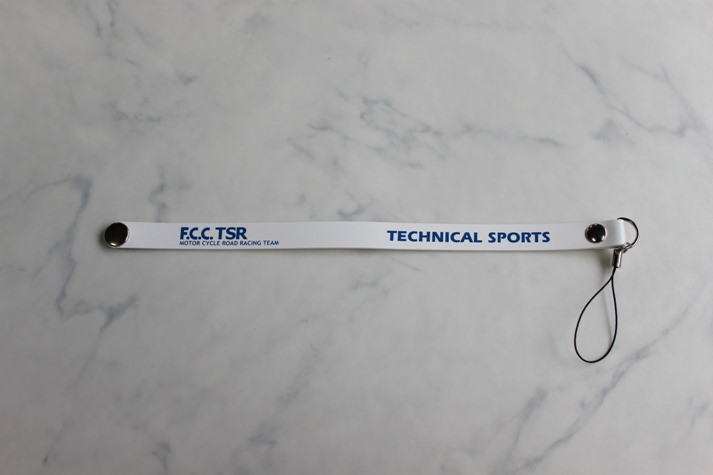 F.C.C. TSR
MOTOR CYCLE ROAD RACING TEAM
TECHNICAL SPORTS